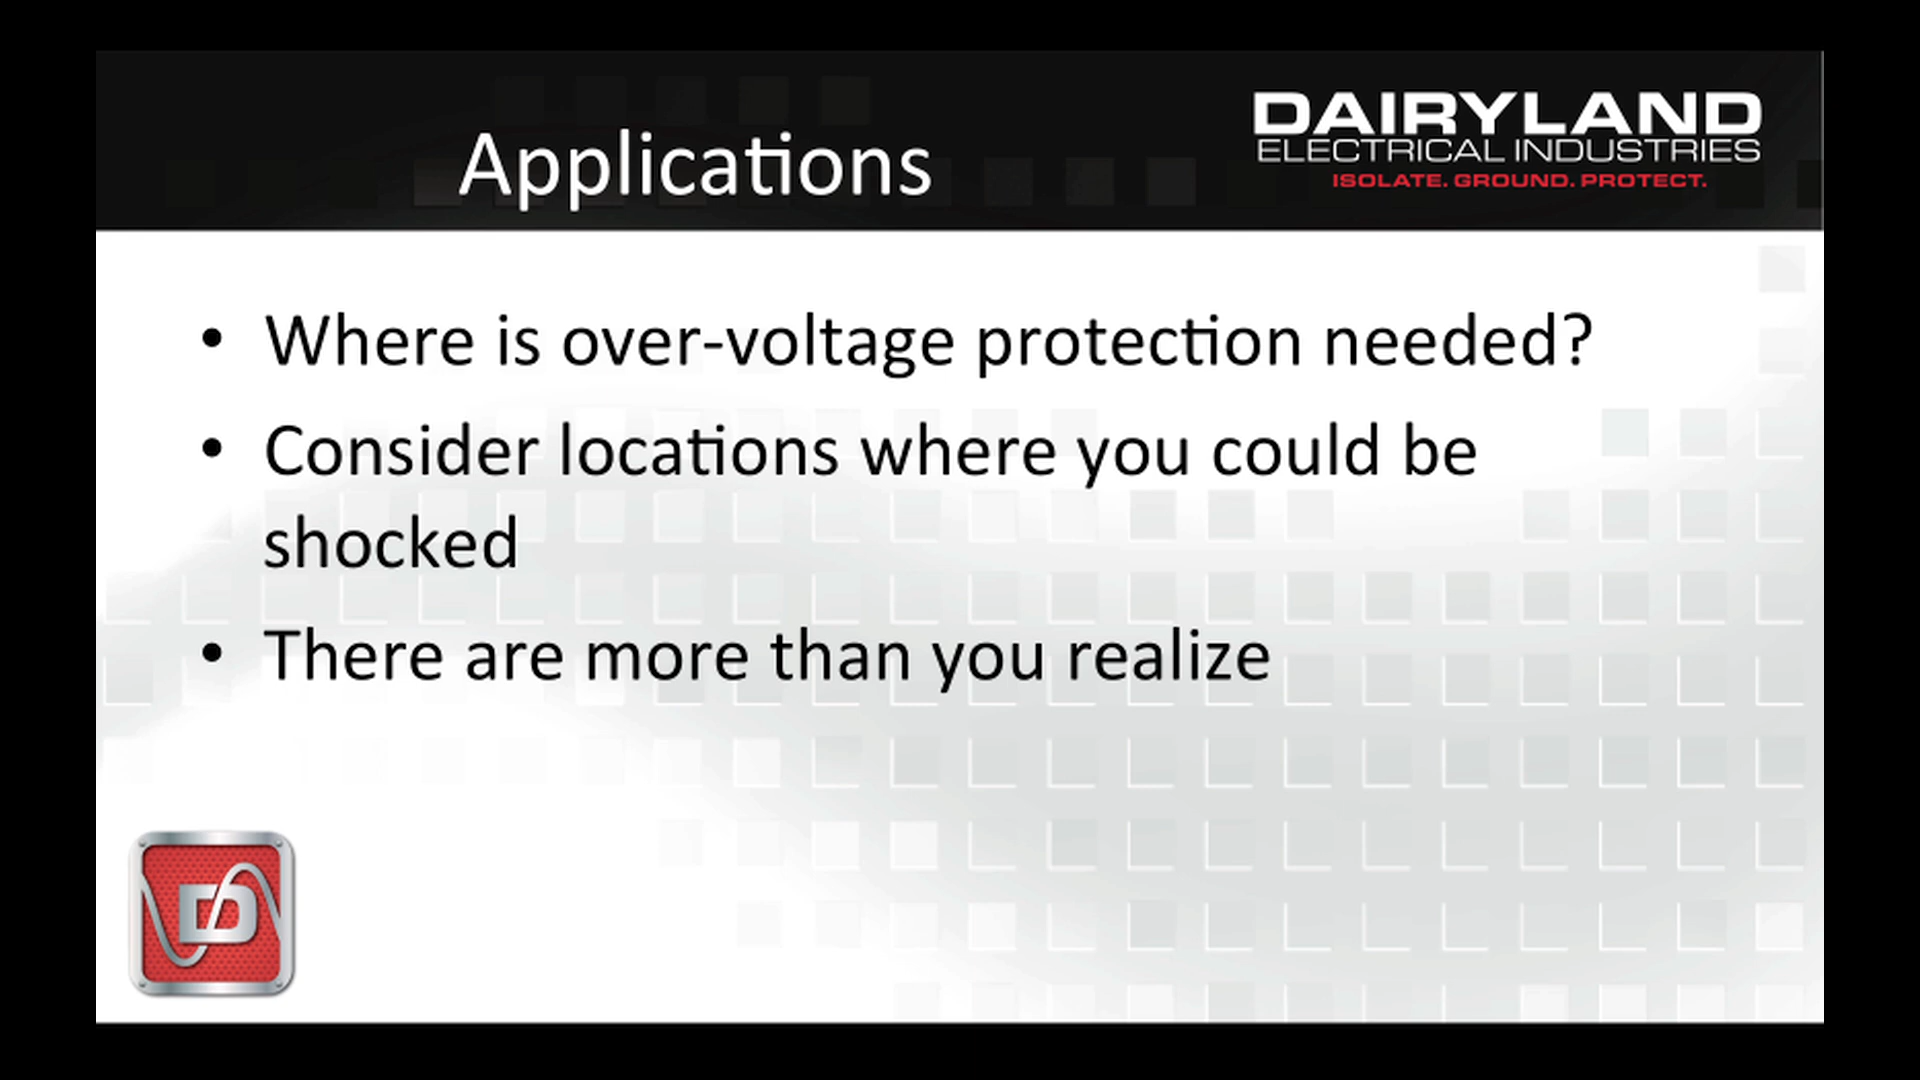 Applications
DAIRYLAND
ELECTRICAL INDUSTRIES
ISOLATE. GROUND. PROTECT.
• Where is over-voltage protection needed?
• Consider locations where you could be
shocked
• There are more than you realize
D